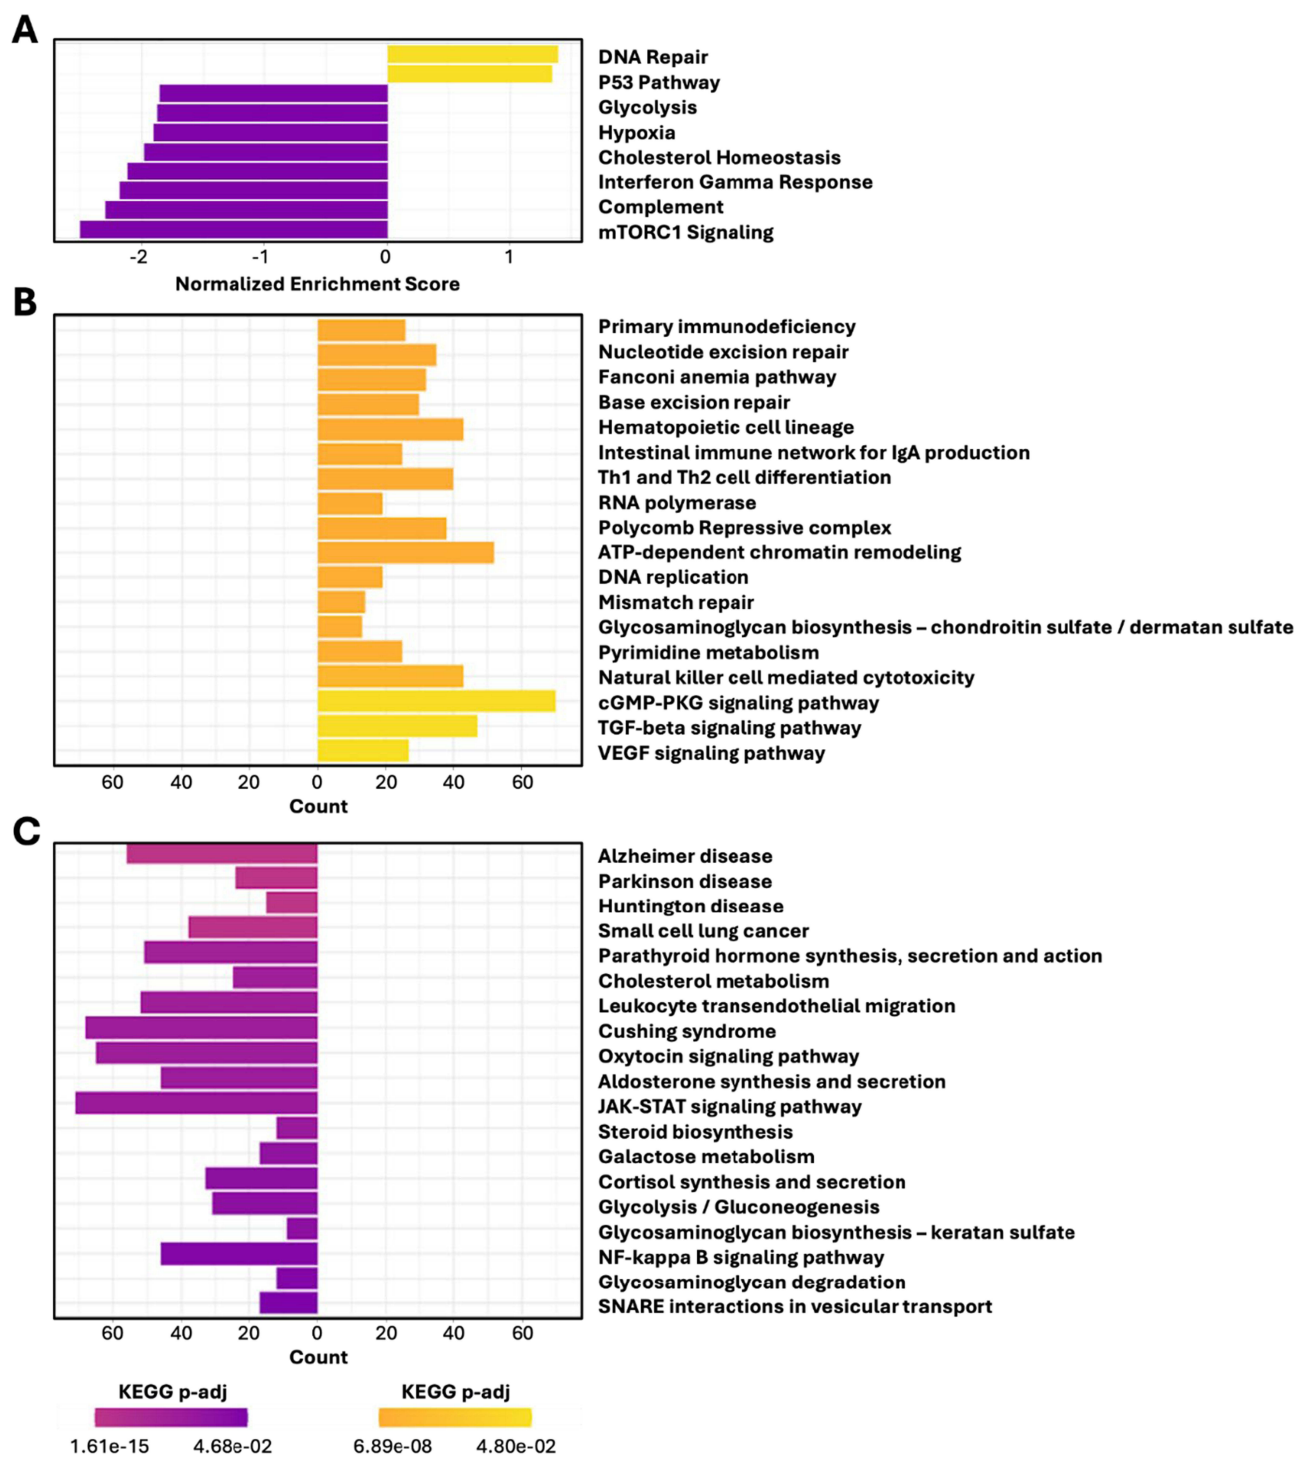 A
DNA Repair
P53 Pathway
Glycolysis
Hypoxia
Cholesterol Homeostasis
Interferon Gamma Response
Complement
mTORC1 Signaling
-2 -1 0 1
Normalized Enrichment Score
B
Primary immunodeficiency
Nucleotide excision repair
Fanconi anemia pathway
Base excision repair
Hematopoietic cell lineage
Intestinal immune network for IgA production
Th1 and Th2 cell differentiation
RNA polymerase
Polycomb Repressive complex
ATP-dependent chromatin remodeling
DNA replication
Mismatch repair
Glycosaminoglycan biosynthesis – chondroitin sulfate / dermatan sulfate
Pyrimidine metabolism
Natural killer cell mediated cytotoxicity
cGMP-PKG signaling pathway
TGF-beta signaling pathway
VEGF signaling pathway
60 40 20 0 20 40 60
Count
C
Alzheimer disease
Parkinson disease
Huntington disease
Small cell lung cancer
Parathyroid hormone synthesis, secretion and action
Cholesterol metabolism
Leukocyte transendothelial migration
Cushing syndrome
Oxytocin signaling pathway
Aldosterone synthesis and secretion
JAK-STAT signaling pathway
Steroid biosynthesis
Galactose metabolism
Cortisol synthesis and secretion
Glycolysis / Gluconeogenesis
Glycosaminoglycan biosynthesis – keratan sulfate
NF-kappa B signaling pathway
Glycosaminoglycan degradation
SNARE interactions in vesicular transport
60 40 20 0 20 40 60
Count
KEGG p-adj KEGG p-adj
1.61e-15 4.68e-02 6.89e-08 4.80e-02